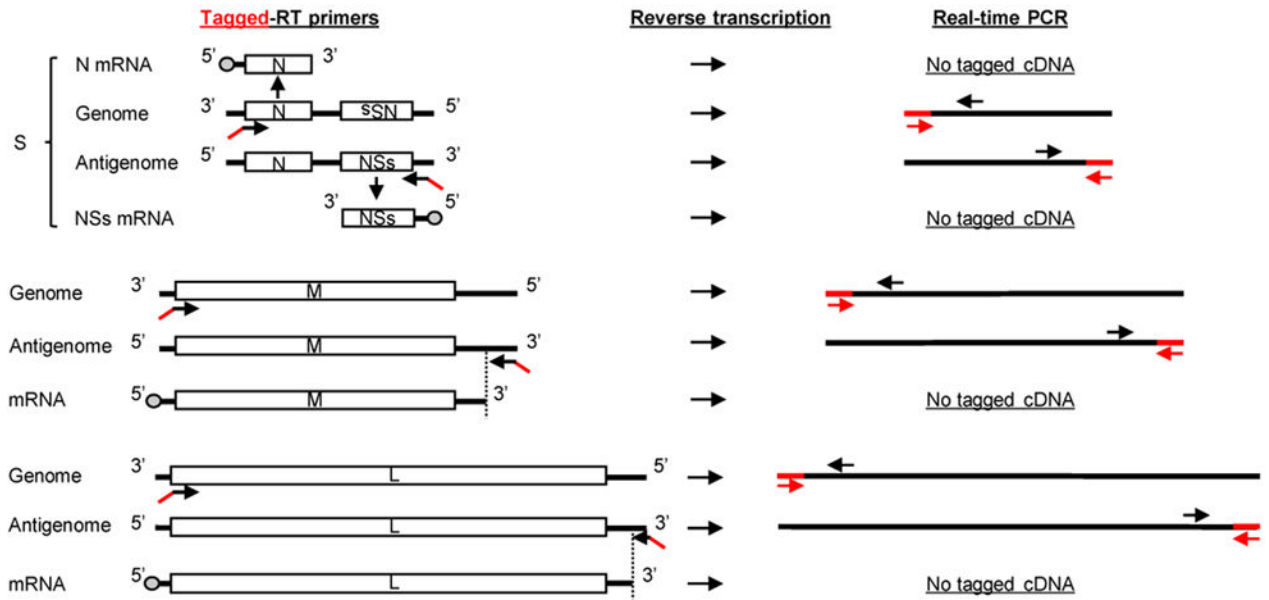 Tagged-RT primers Reverse transcription Real-time PCR
5’ 3’
N mRNA N No tagged cDNA
3’ 5’
Genome N NSs
S
5’ 3’
Antigenome N NSs
3’ 5’
NSs mRNA NSs No tagged cDNA
3’ 5’
Genome M
5’ 3’
Antigenome M
5’ 3’
mRNA M No tagged cDNA
3’ 5’
Genome L
5’ 3’
Antigenome L
5’ 3’
mRNA L No tagged cDNA